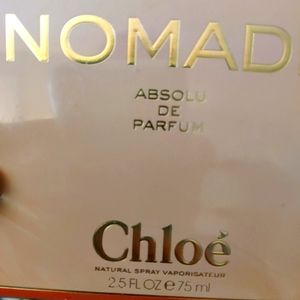 NOMAD
ABSOLU
DE
PARFUM
Chloé
NATURAL SPRAY VAPORISATEUR
2.5 FL OZ e 75 ml